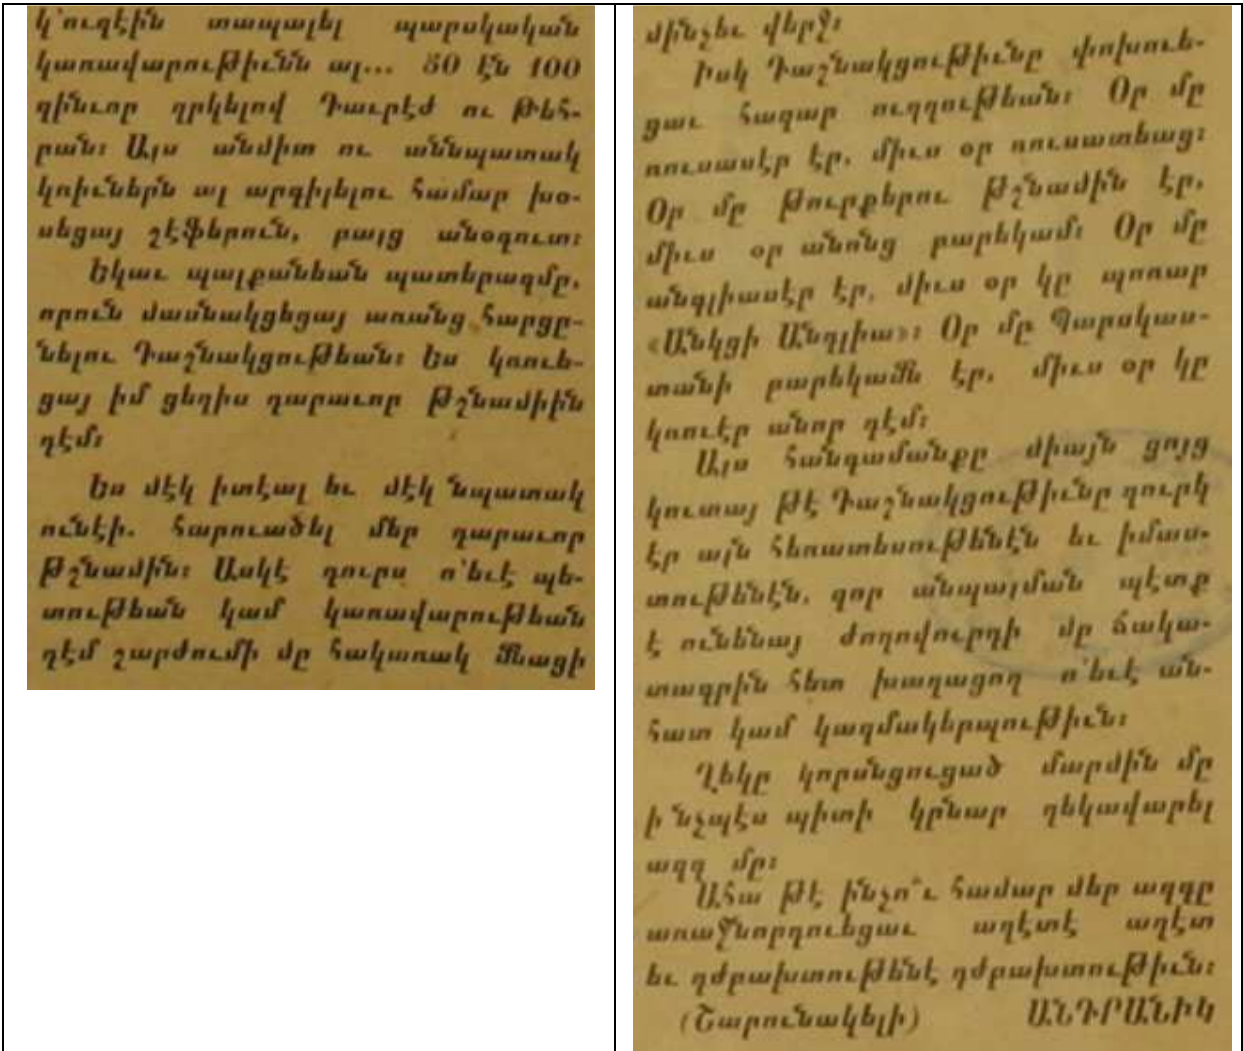 կ՚ուզէին տապալել պարսկական
կառավարութիւնն ալ... 50 էն 100
զինւոր ղրկելով Դաւրէժ ու Թեհ-
րան։ Այս անմիտ ու աննպատակ
կռիւներն ալ արգիլելու համար խօ-
սեցայ շէֆերուն, բայց անօգուտ։
Եկաւ պալքանեան պատերազմը,
որուն մասնակցեցայ առանց հարցը-
նելու Դաշնակցութեան։ Ես կռուե-
ցայ իմ ցեղիս դարաւոր թշնամիին
դէմ։
Ես մէկ իտէալ եւ մէկ նպատակ
ունէի. հարուածել մեր դարաւոր
թշնամին։ Ասկէ դուրս ո՛եւէ պե-
տութեան կամ կառավարութեան
դէմ շարժումի մը հակառակ մնացի
մինչեւ վերջ։
Իսկ Դաշնակցութիւնը փոխուե-
ցաւ հազար ուղղութեան։ Օր մը
ռուսասէր էր, միւս օր ռուսատեաց։
Օր մը Թուրքերու թշնամին էր,
միւս օր անոնց բարեկամ։ Օր մը
անգլիասէր էր, միւս օր կը պոռար
«Անկցի Անգլիա»։ Օր մը Պարսկաս-
տանի բարեկամն էր, միւս օր կը
կռուէր անոր դէմ։
Այս հանգամանքը միայն ցոյց
կուտայ թէ Դաշնակցութիւնը զուրկ
էր այն հեռատեսութենէն եւ իմաս-
տութենէն, զոր անպայման պէտք
է ունենայ ժողովուրդի մը ճակա-
տագրին հետ խաղացող ո՛եւէ ան-
հատ կամ կազմակերպութիւն։
Ղեկը կորսնցուցած մարմին մը
ի՛նչպէս պիտի կրնար ղեկավարել
ազգ մը։
Ահա թէ ինչո՞ւ համար մեր ազգը
առաջնորդուեցաւ աղէտէ աղէտ
եւ դժբախտութենէ դժբախտութիւն։
(Շարունակելի) ԱՆԴՐԱՆԻԿ